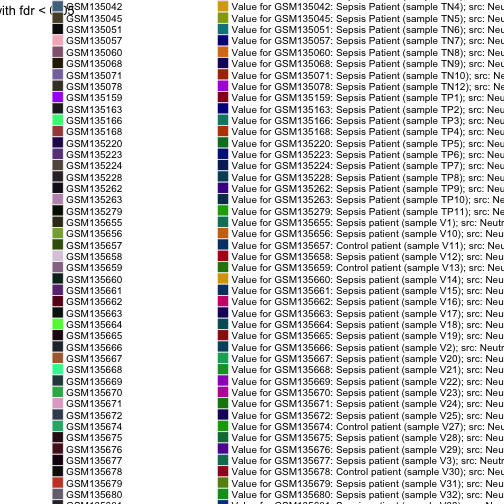 with fdr < 0.05
GSM135042 Value for GSM135042: Sepsis Patient (sample TN4); src: Neu
GSM135045 Value for GSM135045: Sepsis Patient (sample TN5); src: Neu
GSM135051 Value for GSM135051: Sepsis Patient (sample TN6); src: Neu
GSM135057 Value for GSM135057: Sepsis Patient (sample TN7); src: Neu
GSM135060 Value for GSM135060: Sepsis Patient (sample TN8); src: Neu
GSM135068 Value for GSM135068: Sepsis Patient (sample TN9); src: Neu
GSM135071 Value for GSM135071: Sepsis Patient (sample TN10); src: Ne
GSM135078 Value for GSM135078: Sepsis Patient (sample TN12); src: Ne
GSM135159 Value for GSM135159: Sepsis Patient (sample TP1); src: Neu
GSM135163 Value for GSM135163: Sepsis Patient (sample TP2); src: Neu
GSM135166 Value for GSM135166: Sepsis Patient (sample TP3); src: Neu
GSM135168 Value for GSM135168: Sepsis Patient (sample TP4); src: Neu
GSM135220 Value for GSM135220: Sepsis Patient (sample TP5); src: Neu
GSM135223 Value for GSM135223: Sepsis Patient (sample TP6); src: Neu
GSM135224 Value for GSM135224: Sepsis Patient (sample TP7); src: Neu
GSM135228 Value for GSM135228: Sepsis Patient (sample TP8); src: Neu
GSM135262 Value for GSM135262: Sepsis Patient (sample TP9); src: Neu
GSM135263 Value for GSM135263: Sepsis Patient (sample TP10); src: Ne
GSM135279 Value for GSM135279: Sepsis Patient (sample TP11); src: Ne
GSM135655 Value for GSM135655: Sepsis patient (sample V1); src: Neutr
GSM135656 Value for GSM135656: Sepsis patient (sample V10); src: Neu
GSM135657 Value for GSM135657: Control patient (sample V11); src: Neu
GSM135658 Value for GSM135658: Sepsis patient (sample V12); src: Neu
GSM135659 Value for GSM135659: Control patient (sample V13); src: Neu
GSM135660 Value for GSM135660: Sepsis patient (sample V14); src: Neu
GSM135661 Value for GSM135661: Sepsis patient (sample V15); src: Neu
GSM135662 Value for GSM135662: Sepsis patient (sample V16); src: Neu
GSM135663 Value for GSM135663: Sepsis patient (sample V17); src: Neu
GSM135664 Value for GSM135664: Sepsis patient (sample V18); src: Neu
GSM135665 Value for GSM135665: Sepsis patient (sample V19); src: Neu
GSM135666 Value for GSM135666: Sepsis patient (sample V2); src: Neutr
GSM135667 Value for GSM135667: Sepsis patient (sample V20); src: Neu
GSM135668 Value for GSM135668: Sepsis patient (sample V21); src: Neu
GSM135669 Value for GSM135669: Sepsis patient (sample V22); src: Neu
GSM135670 Value for GSM135670: Sepsis patient (sample V23); src: Neu
GSM135671 Value for GSM135671: Sepsis patient (sample V24); src: Neu
GSM135672 Value for GSM135672: Sepsis patient (sample V25); src: Neu
GSM135674 Value for GSM135674: Control patient (sample V27); src: Neu
GSM135675 Value for GSM135675: Sepsis patient (sample V28); src: Neu
GSM135676 Value for GSM135676: Sepsis patient (sample V29); src: Neu
GSM135677 Value for GSM135677: Sepsis patient (sample V3); src: Neutr
GSM135678 Value for GSM135678: Control patient (sample V30); src: Neu
GSM135679 Value for GSM135679: Sepsis patient (sample V31); src: Neu
GSM135680 Value for GSM135680: Sepsis patient (sample V32); src: Neu